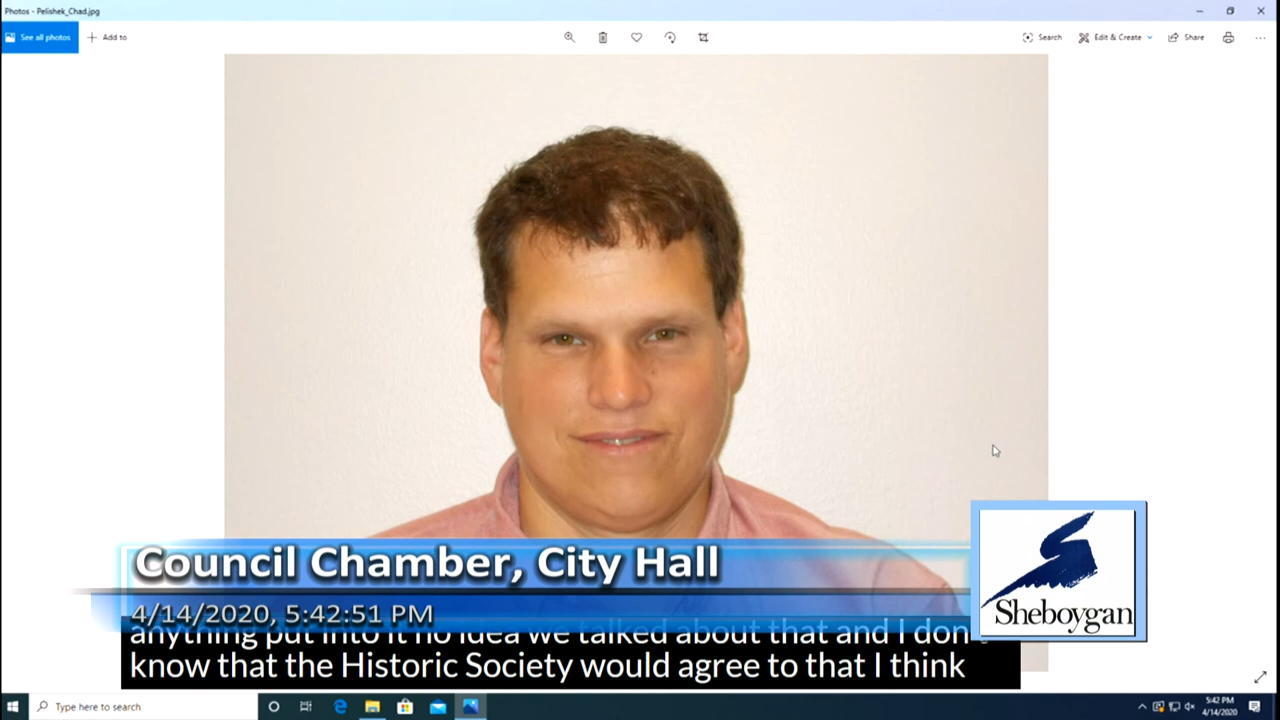 Photos - Pelishek_Chad.jpg
See all photos
Add to
Search
Edit & Create
Share
Council Chamber, City Hall
4/14/2020, 5:42:51 PM
Sheboygan
anything put into it no idea we talked about that and I don't
know that the Historic Society would agree to that I think
Type here to search
5:42 PM
4/14/2020